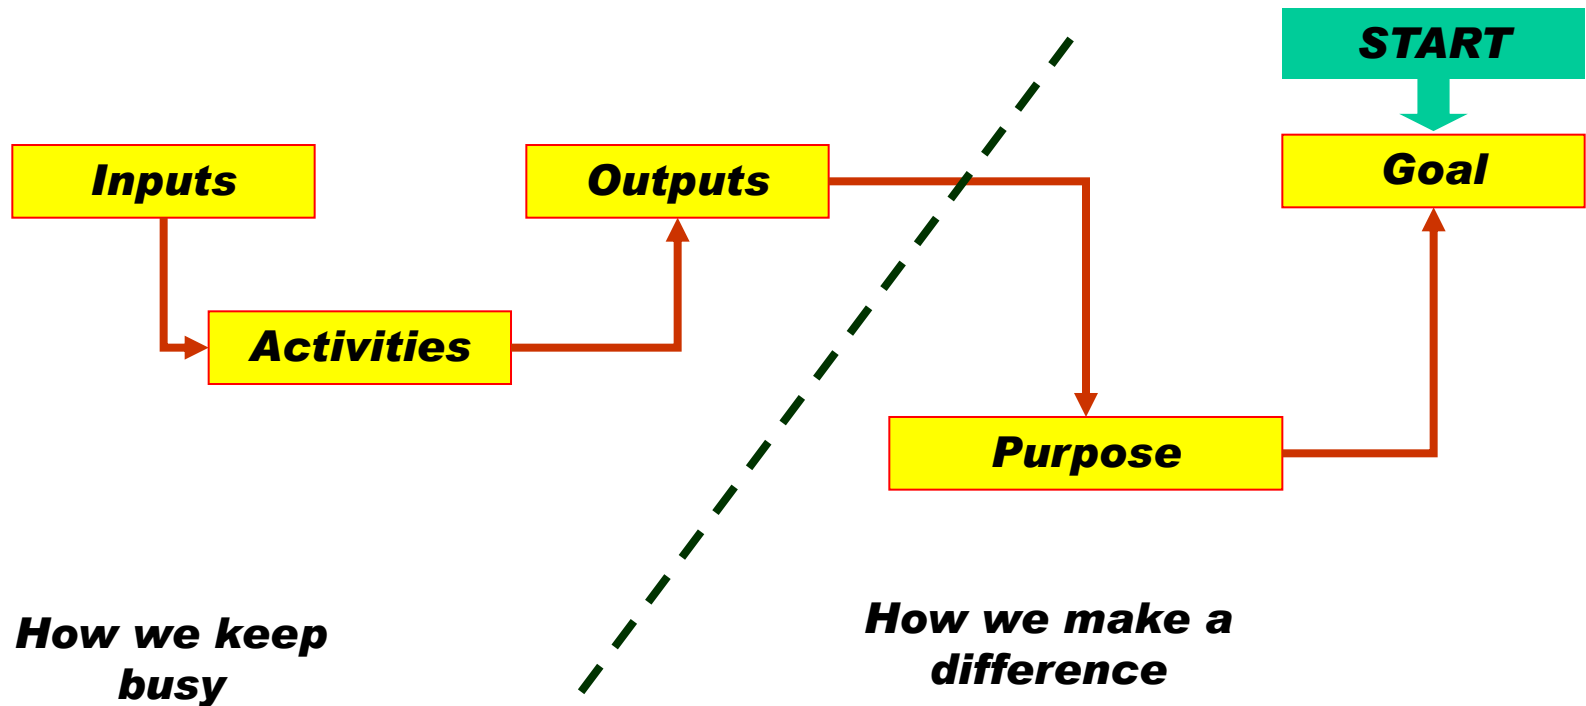 START
Inputs
Outputs
Goal
Activities
Purpose
How we keep
busy
How we make a
difference